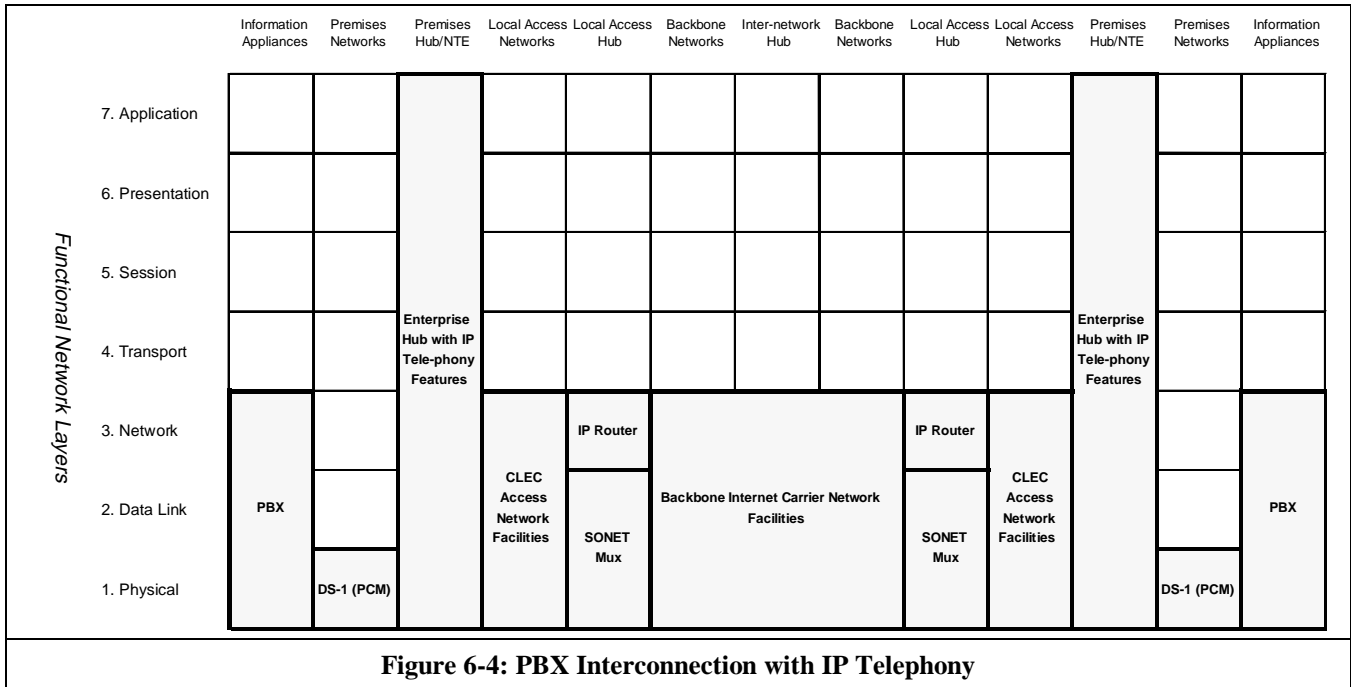 Information Appliances
Premises Networks
Premises Hub/NTE
Local Access Networks
Local Access Hub
Backbone Networks
Inter-network Hub
Backbone Networks
Local Access Hub
Local Access Networks
Premises Hub/NTE
Premises Networks
Information Appliances
Functional Network Layers
7. Application
6. Presentation
5. Session
4. Transport
3. Network
2. Data Link
1. Physical
PBX
DS-1 (PCM)
Enterprise
Hub with IP
Tele-phony
Features
CLEC
Access
Network
Facilities
IP Router
SONET
Mux
Backbone Internet Carrier Network
Facilities
IP Router
SONET
Mux
CLEC
Access
Network
Facilities
Enterprise
Hub with IP
Tele-phony
Features
DS-1 (PCM)
PBX
Figure 6-4: PBX Interconnection with IP Telephony